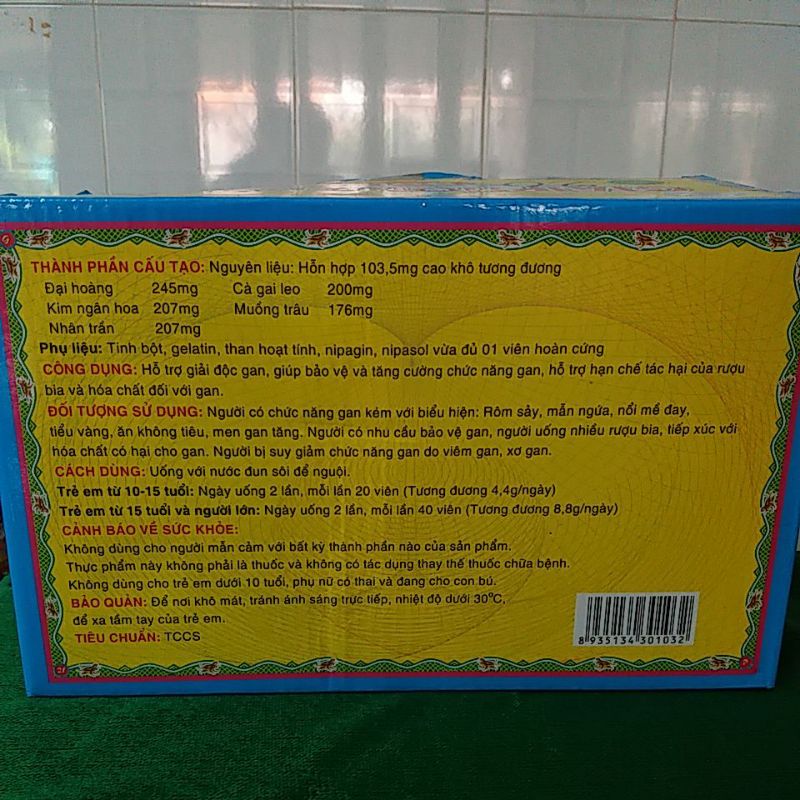 THÀNH PHẦN CẤU TẠO: Nguyên liệu: Hỗn hợp 103,5mg cao khô tương đương
Đại hoàng 245mg Cà gai leo 200mg
Kim ngân hoa 207mg Muồng trâu 176mg
Nhân trần 207mg
Phụ liệu: Tinh bột, gelatin, than hoạt tính, nipagin, nipasol vừa đủ 01 viên hoàn cứng
CÔNG DỤNG: Hỗ trợ giải độc gan, giúp bảo vệ và tăng cường chức năng gan, hỗ trợ hạn chế tác hại của rượu
bia và hóa chất đối với gan.
ĐỐI TƯỢNG SỬ DỤNG: Người có chức năng gan kém với biểu hiện: Rôm sảy, mẩn ngứa, nổi mề đay,
tiểu vàng, ăn không tiêu, men gan tăng. Người có nhu cầu bảo vệ gan, người uống nhiều rượu bia, tiếp xúc với
hóa chất có hại cho gan. Người bị suy giảm chức năng gan do viêm gan, xơ gan.
CÁCH DÙNG: Uống với nước đun sôi để nguội.
Trẻ em từ 10-15 tuổi: Ngày uống 2 lần, mỗi lần 20 viên (Tương đương 4,4g/ngày)
Trẻ em từ 15 tuổi và người lớn: Ngày uống 2 lần, mỗi lần 40 viên (Tương đương 8,8g/ngày)
CẢNH BÁO VỀ SỨC KHỎE:
Không dùng cho người mẫn cảm với bất kỳ thành phần nào của sản phẩm.
Thực phẩm này không phải là thuốc và không có tác dụng thay thế thuốc chữa bệnh.
Không dùng cho trẻ em dưới 10 tuổi, phụ nữ có thai và đang cho con bú.
BẢO QUẢN: Để nơi khô mát, tránh ánh sáng trực tiếp, nhiệt độ dưới 30°C,
để xa tầm tay của trẻ em.
TIÊU CHUẨN: TCCS
8 935134 301032